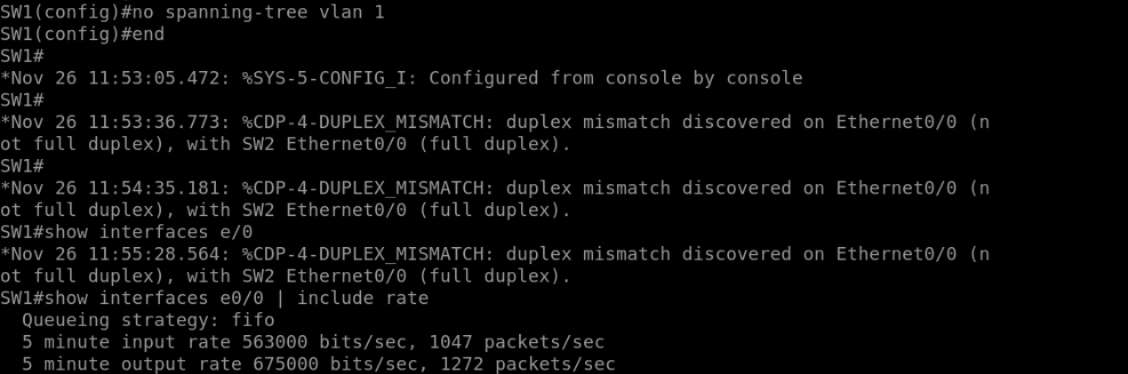 SW1(config)#no spanning-tree vlan 1
SW1(config)#end
SW1#
*Nov 26 11:53:05.472: %SYS-5-CONFIG_I: Configured from console by console
SW1#
*Nov 26 11:53:36.773: %CDP-4-DUPLEX_MISMATCH: duplex mismatch discovered on Ethernet0/0 (n
ot full duplex), with SW2 Ethernet0/0 (full duplex).
SW1#
*Nov 26 11:54:35.181: %CDP-4-DUPLEX_MISMATCH: duplex mismatch discovered on Ethernet0/0 (n
ot full duplex), with SW2 Ethernet0/0 (full duplex).
SW1#show interfaces e/0
*Nov 26 11:55:28.564: %CDP-4-DUPLEX_MISMATCH: duplex mismatch discovered on Ethernet0/0 (n
ot full duplex), with SW2 Ethernet0/0 (full duplex).
SW1#show interfaces e0/0 | include rate
  Queueing strategy: fifo
  5 minute input rate 563000 bits/sec, 1047 packets/sec
  5 minute output rate 675000 bits/sec, 1272 packets/sec